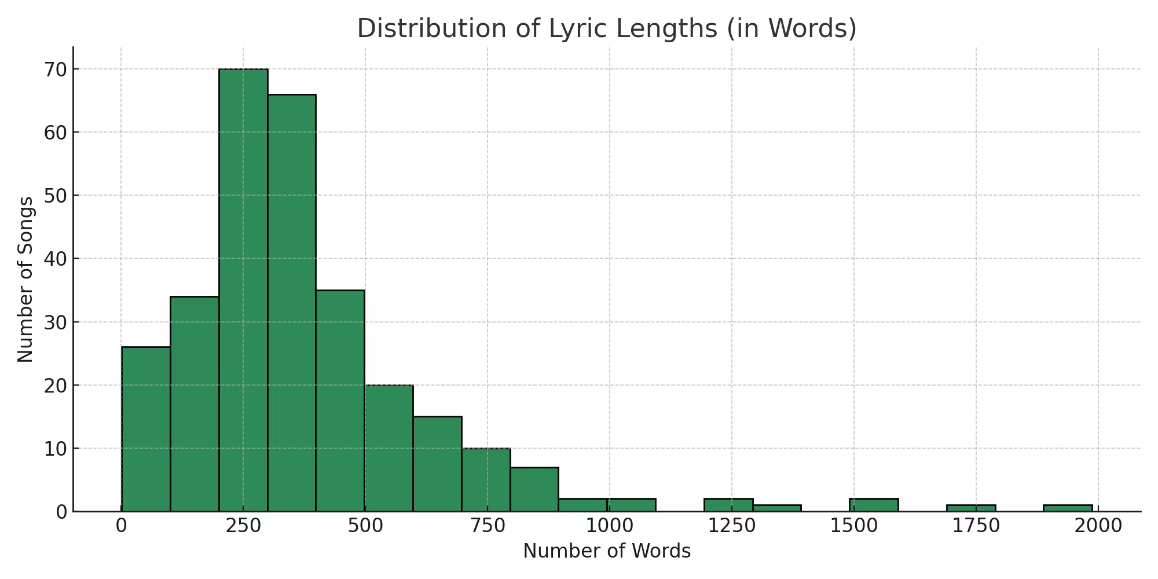 Distribution of Lyric Lengths (in Words)
70
60
50
40
30
20
10
0
Number of Songs
0 250 500 750 1000 1250 1500 1750 2000
Number of Words